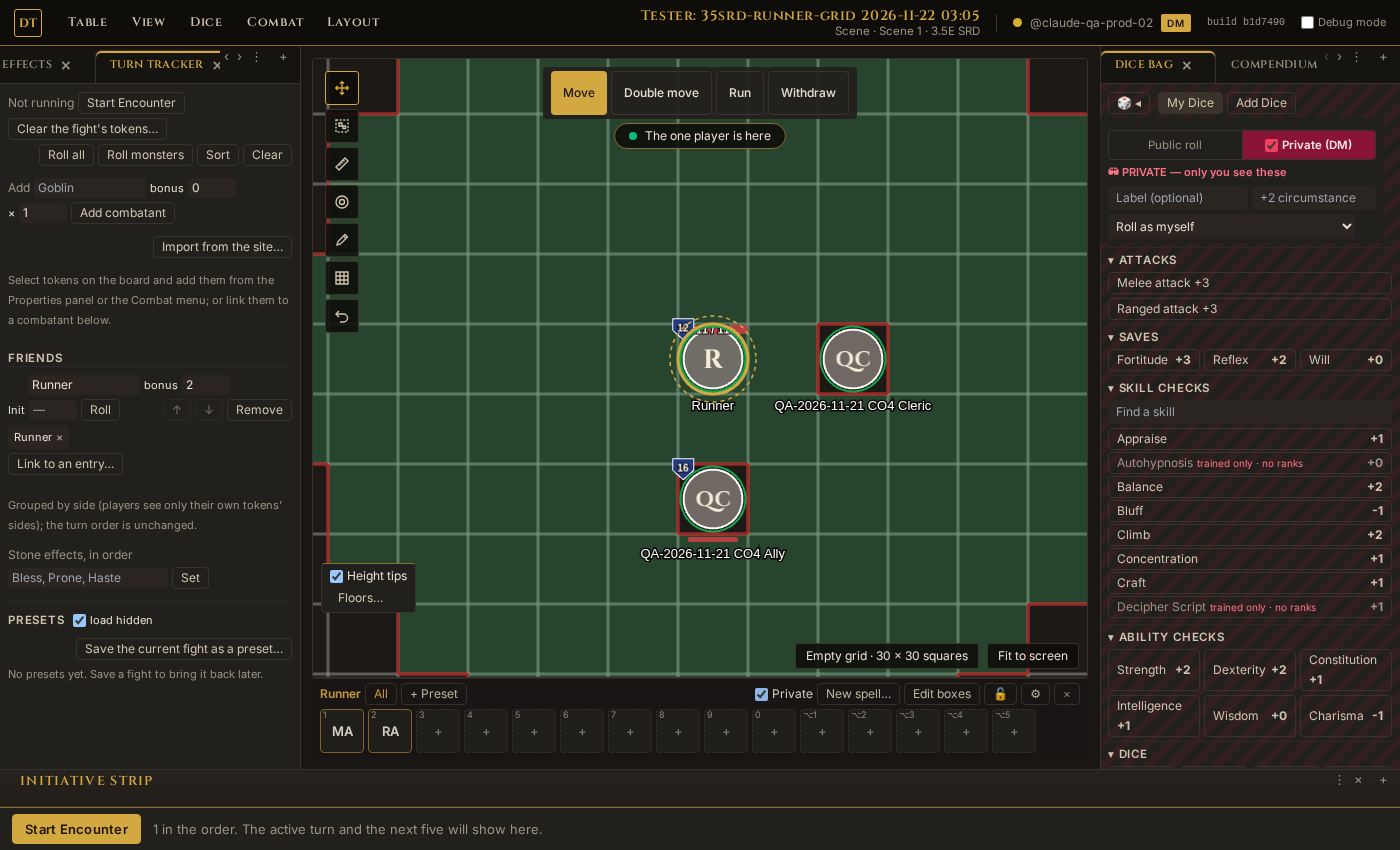 DT TABLE VIEW DICE COMBAT LAYOUT
TESTER: 35SRD-RUNNER-GRID 2026-11-22 03:05
Scene · Scene 1 · 3.5E SRD
@claude-qa-prod-02 DM build b1d7490 Debug mode
EFFECTS × TURN TRACKER × ‹ › ⋮ +
Not running Start Encounter
Clear the fight's tokens...
Roll all Roll monsters Sort Clear
Add Goblin bonus 0
× 1 Add combatant
Import from the site...
Select tokens on the board and add them from the
Properties panel or the Combat menu; or link them to
a combatant below.
FRIENDS
Runner bonus 2
Init — Roll ↑ ↓ Remove
Runner ×
Link to an entry...
Grouped by side (players see only their own tokens'
sides); the turn order is unchanged.
Stone effects, in order
Bless, Prone, Haste Set
PRESETS load hidden
Save the current fight as a preset...
No presets yet. Save a fight to bring it back later.
Move Double move Run Withdraw
The one player is here
12
R QC
Runner QA-2026-11-21 CO4 Cleric
16
QC
QA-2026-11-21 CO4 Ally
Height tips
Floors...
Empty grid · 30 × 30 squares Fit to screen
Runner All + Preset Private New spell... Edit boxes ×
1 2 3 4 5 6 7 8 9 0 ⌥1 ⌥2 ⌥3 ⌥4 ⌥5
MA RA + + + + + + + + + + + + +
DICE BAG × COMPENDIUM ‹ › ⋮ +
◂ My Dice Add Dice
Public roll Private (DM)
PRIVATE — only you see these
Label (optional) +2 circumstance
Roll as myself
▾ ATTACKS
Melee attack +3
Ranged attack +3
▾ SAVES
Fortitude +3 Reflex +2 Will +0
▾ SKILL CHECKS
Find a skill
Appraise +1
Autohypnosis trained only · no ranks +0
Balance +2
Bluff -1
Climb +2
Concentration +1
Craft +1
Decipher Script trained only · no ranks +1
▾ ABILITY CHECKS
Strength +2 Dexterity +2 Constitution +1
Intelligence +1 Wisdom +0 Charisma -1
▾ DICE
INITIATIVE STRIP ⋮ × +
Start Encounter 1 in the order. The active turn and the next five will show here.